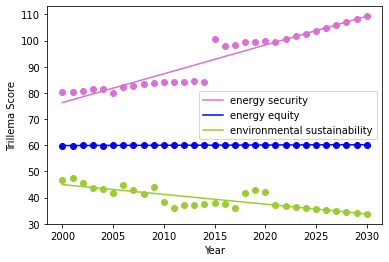 110
100
90
80
70
60
50
40
30
Trillema Score
energy security
energy equity
environmental sustainability
2000 2005 2010 2015 2020 2025 2030
Year